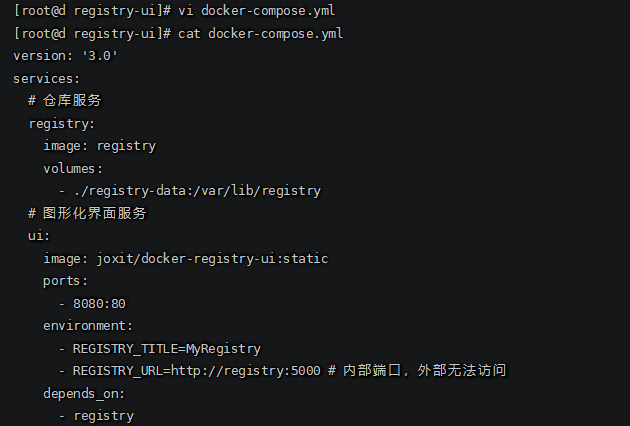 [root@d registry-ui]# vi docker-compose.yml
[root@d registry-ui]# cat docker-compose.yml
version: '3.0'
services:
  # 仓库服务
  registry:
    image: registry
    volumes:
      - ./registry-data:/var/lib/registry
  # 图形化界面服务
  ui:
    image: joxit/docker-registry-ui:static
    ports:
      - 8080:80
    environment:
      - REGISTRY_TITLE=MyRegistry
      - REGISTRY_URL=http://registry:5000 # 内部端口，外部无法访问
    depends_on:
      - registry